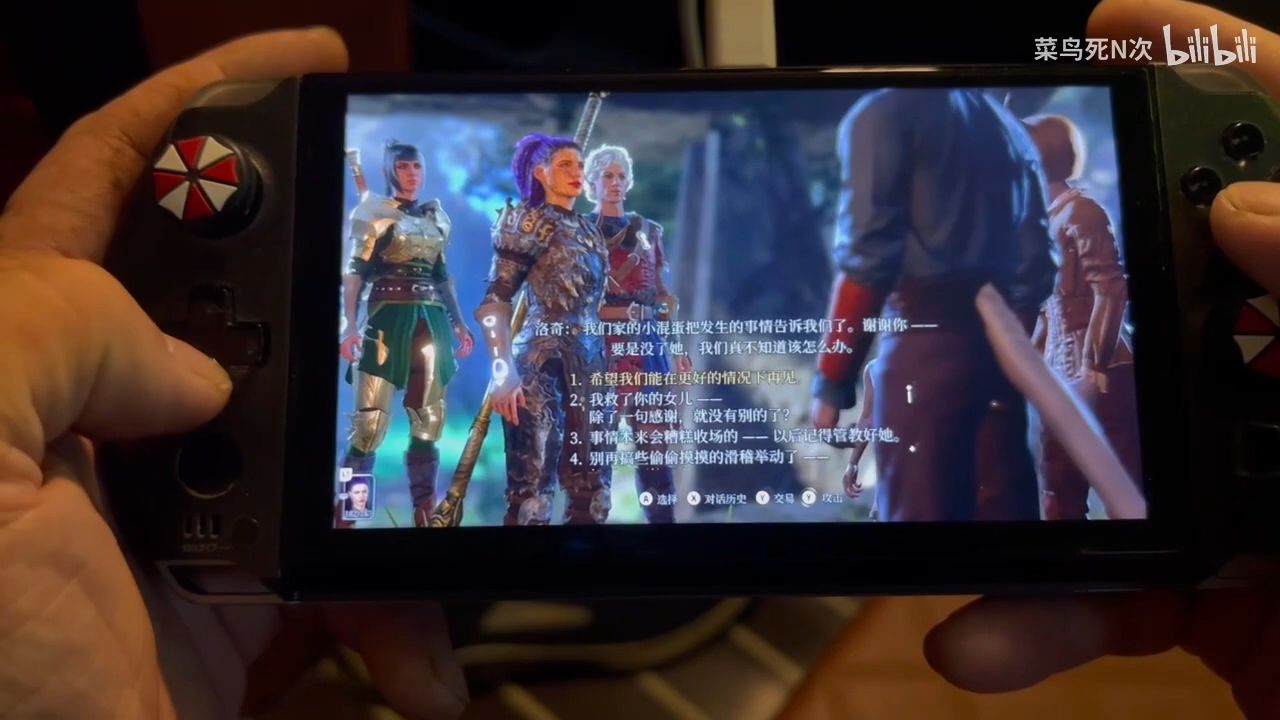 菜鸟死N次 bilibili
洛奇：我们家的小混蛋把发生的事情告诉我们了。谢谢你 ——
要是没了她，我们真不知道该怎么办。
1. 希望我们能在更好的情况下再见。
2. 我救了你的女儿 ——
除了一句感谢，就没有别的了？
3. 事情本来会糟糕收场的 —— 以后记得管教好她。
4. 别再搞些偷偷摸摸的滑稽举动了 ——
A 选择 X 对话历史 Y 交易 Y 攻击
SELECT